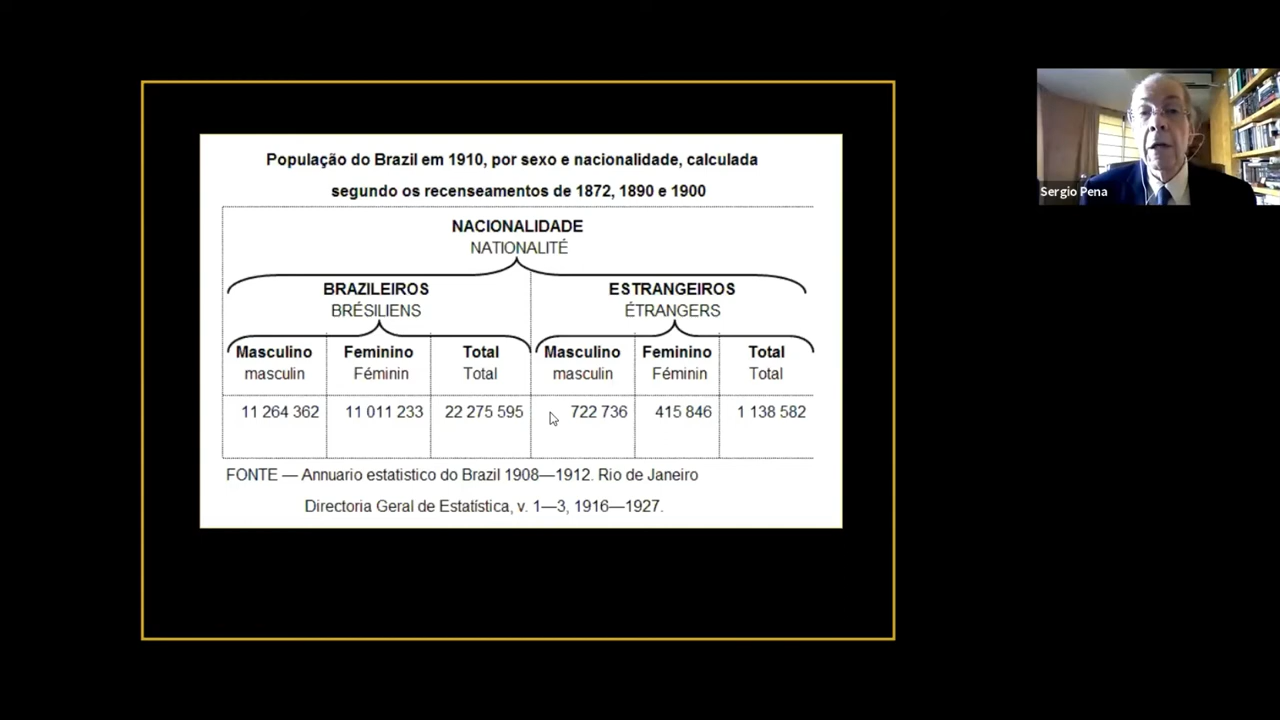 População do Brazil em 1910, por sexo e nacionalidade, calculada
segundo os recenseamentos de 1872, 1890 e 1900
NACIONALIDADE
NATIONALITÉ
BRAZILEIROS ESTRANGEIROS
BRÉSILIENS ÉTRANGERS
Masculino Feminino Total Masculino Feminino Total
masculin Féminin Total masculin Féminin Total
11 264 362 11 011 233 22 275 595 722 736 415 846 1 138 582
FONTE — Annuario estatistico do Brazil 1908—1912. Rio de Janeiro
Directoria Geral de Estatística, v. 1—3, 1916—1927.
Sergio Pena